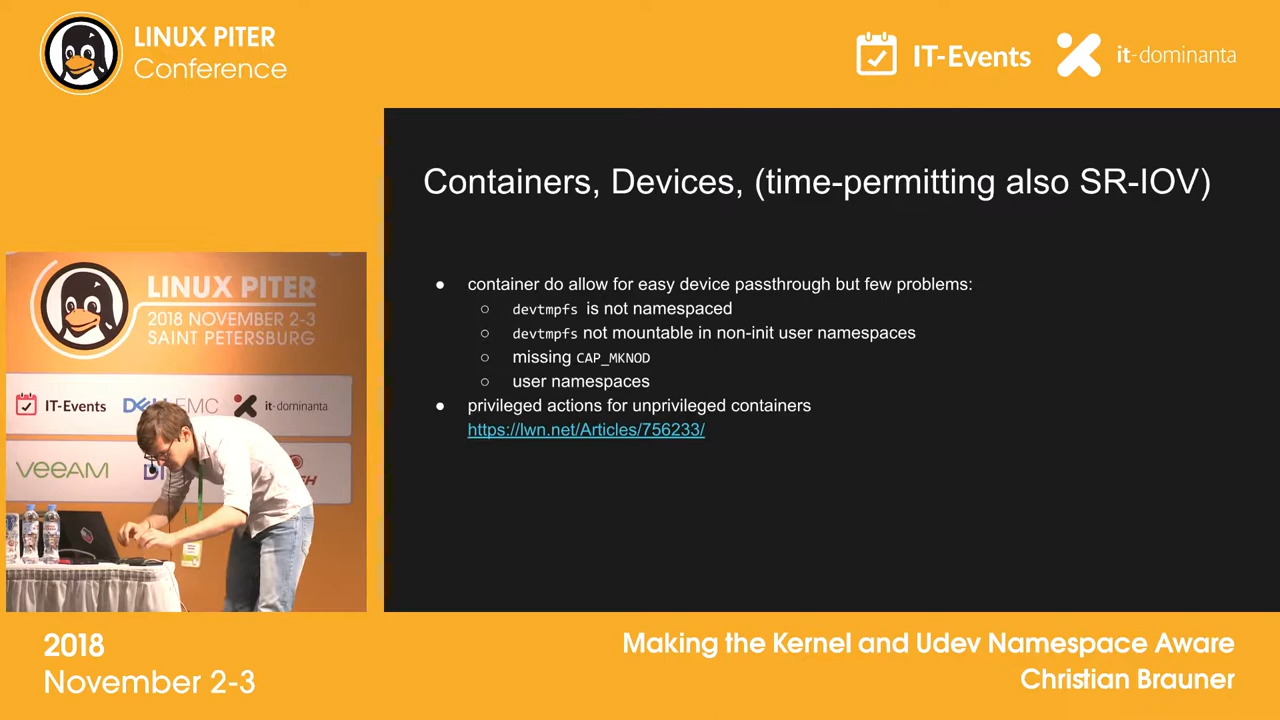 LINUX PITER
Conference
IT-Events
it-dominanta
Containers, Devices, (time-permitting also SR-IOV)
● container do allow for easy device passthrough but few problems:
○ devtmpfs is not namespaced
○ devtmpfs not mountable in non-init user namespaces
○ missing CAP_MKNOD
○ user namespaces
● privileged actions for unprivileged containers
https://lwn.net/Articles/756233/
LINUX PITER
2018 NOVEMBER 2-3
SAINT PETERSBURG
IT-Events
EMC
it-dominanta
VEEAM
2018
November 2-3
Making the Kernel and Udev Namespace Aware
Christian Brauner